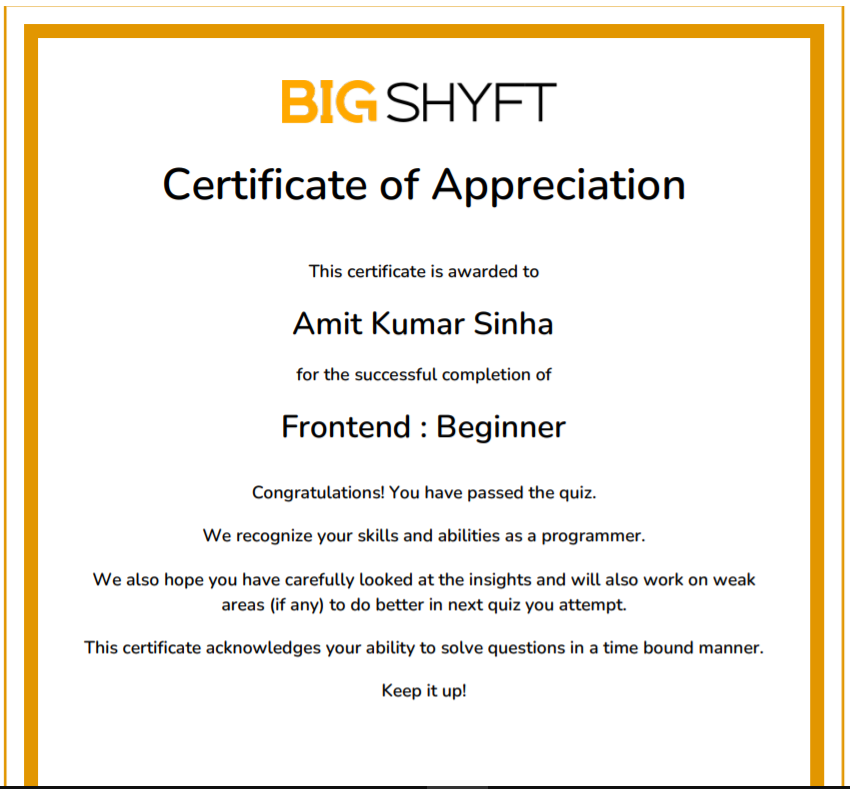 BIG SHYFT
Certificate of Appreciation
This certificate is awarded to
Amit Kumar Sinha
for the successful completion of
Frontend : Beginner
Congratulations! You have passed the quiz.
We recognize your skills and abilities as a programmer.
We also hope you have carefully looked at the insights and will also work on weak
areas (if any) to do better in next quiz you attempt.
This certificate acknowledges your ability to solve questions in a time bound manner.
Keep it up!